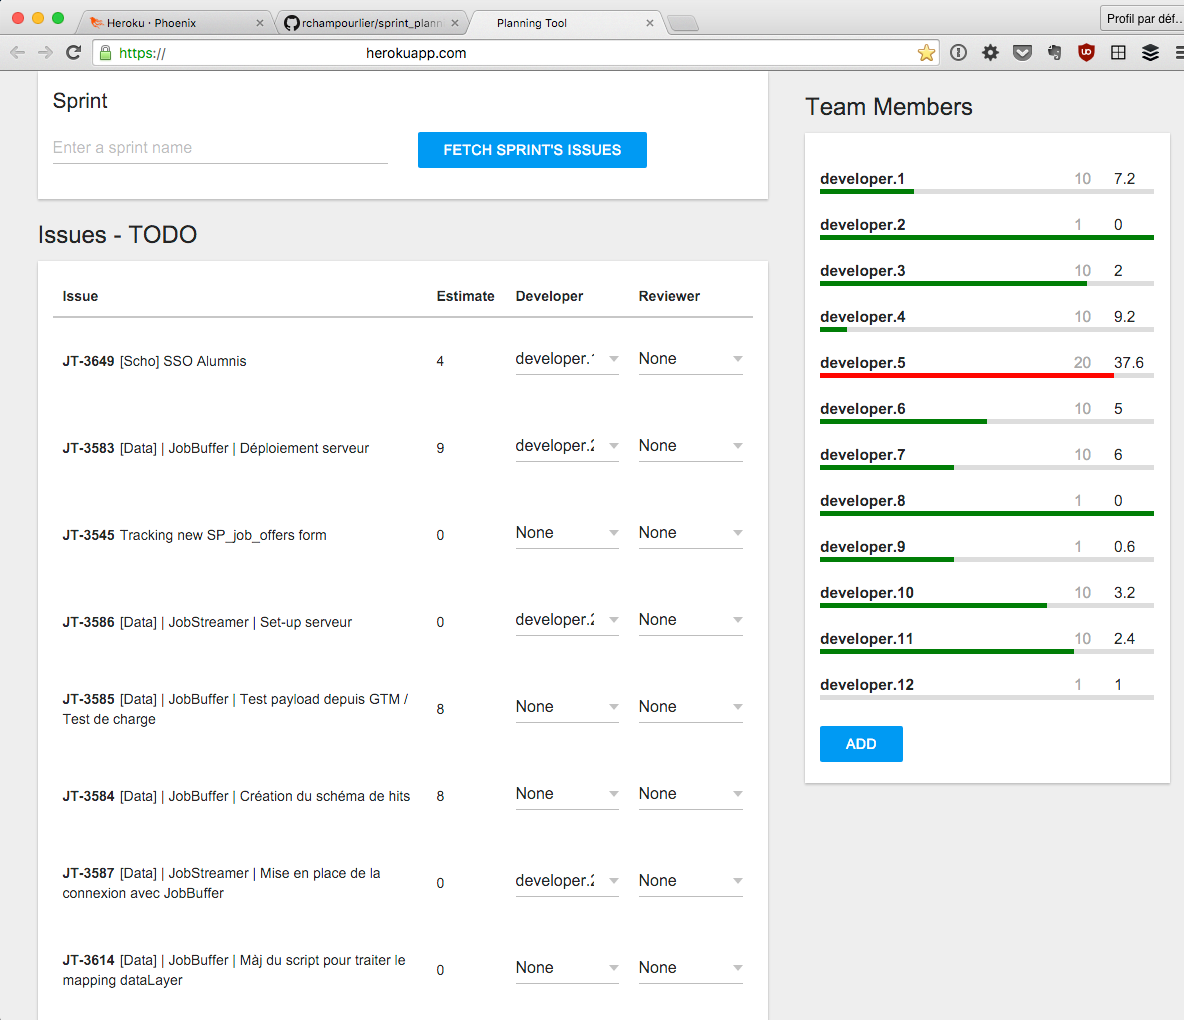 Heroku · Phoenix
rchampourlier/sprint_plann
Planning Tool
Profil par déf...
https://
herokuapp.com
Sprint
Enter a sprint name
FETCH SPRINT'S ISSUES
Issues - TODO
Issue Estimate Developer Reviewer
JT-3649 [Scho] SSO Alumnis 4 developer.1 None
JT-3583 [Data] | JobBuffer | Déploiement serveur 9 developer.2 None
JT-3545 Tracking new SP_job_offers form 0 None None
JT-3586 [Data] | JobStreamer | Set-up serveur 0 developer.2 None
JT-3585 [Data] | JobBuffer | Test payload depuis GTM /
Test de charge
8 None None
JT-3584 [Data] | JobBuffer | Création du schéma de hits 8 None None
JT-3587 [Data] | JobStreamer | Mise en place de la
connexion avec JobBuffer
0 developer.2 None
JT-3614 [Data] | JobBuffer | Màj du script pour traiter le
mapping dataLayer
0 None None
Team Members
developer.1 10 7.2
developer.2 1 0
developer.3 10 2
developer.4 10 9.2
developer.5 20 37.6
developer.6 10 5
developer.7 10 6
developer.8 1 0
developer.9 1 0.6
developer.10 10 3.2
developer.11 10 2.4
developer.12 1 1
ADD